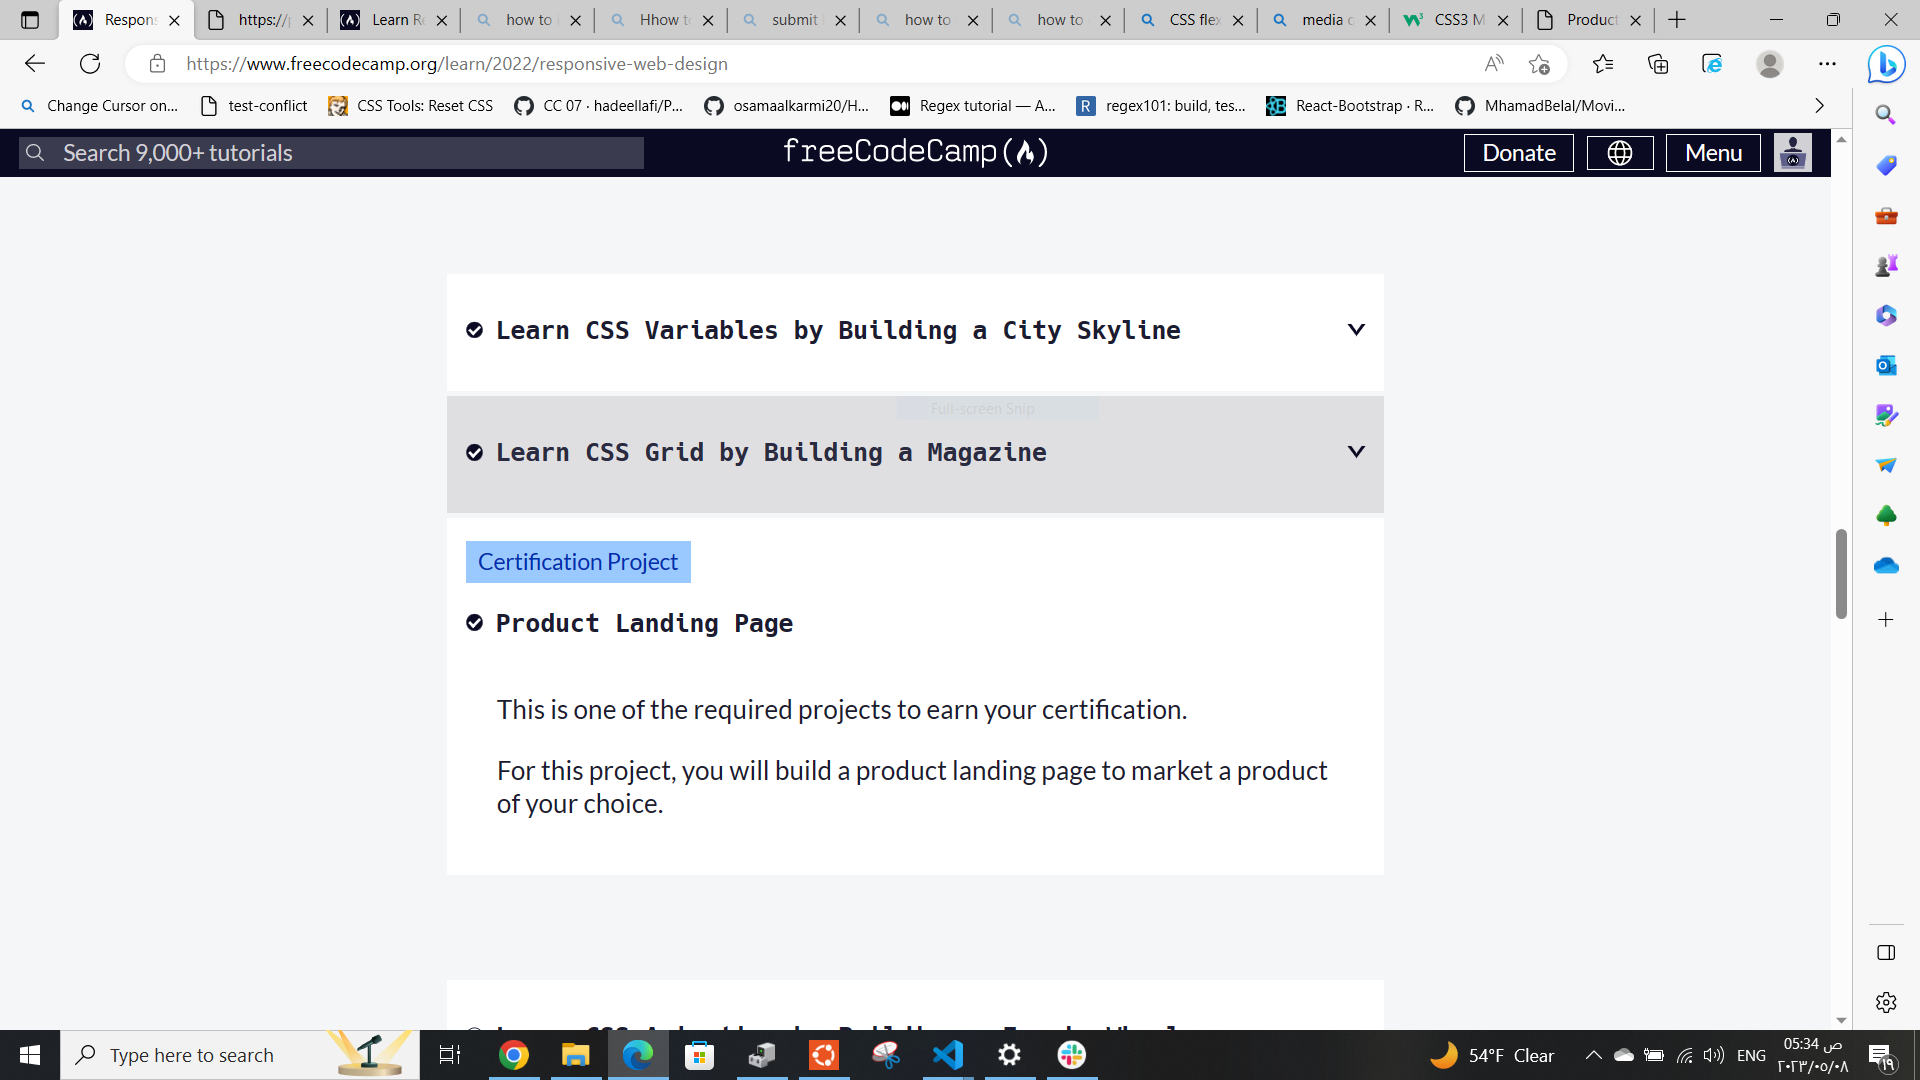 Respons
https://p
Learn Re
how to i
Hhow to
submit
how to
how to
CSS flex
media q
CSS3 M
Product
https://www.freecodecamp.org/learn/2022/responsive-web-design
Change Cursor on...
test-conflict
CSS Tools: Reset CSS
CC 07 · hadeellafi/P...
osamaalkarmi20/H...
Regex tutorial — A...
regex101: build, tes...
React-Bootstrap · R...
MhamadBelal/Movi...
Search 9,000+ tutorials
freeCodeCamp
Donate
Menu
Learn CSS Variables by Building a City Skyline
Full-screen Snip
Learn CSS Grid by Building a Magazine
Certification Project
Product Landing Page
This is one of the required projects to earn your certification.
For this project, you will build a product landing page to market a product
of your choice.
Type here to search
54°F Clear
ENG
05:34 ص
٢٠٢٣/٠٥/٠٨
١٩